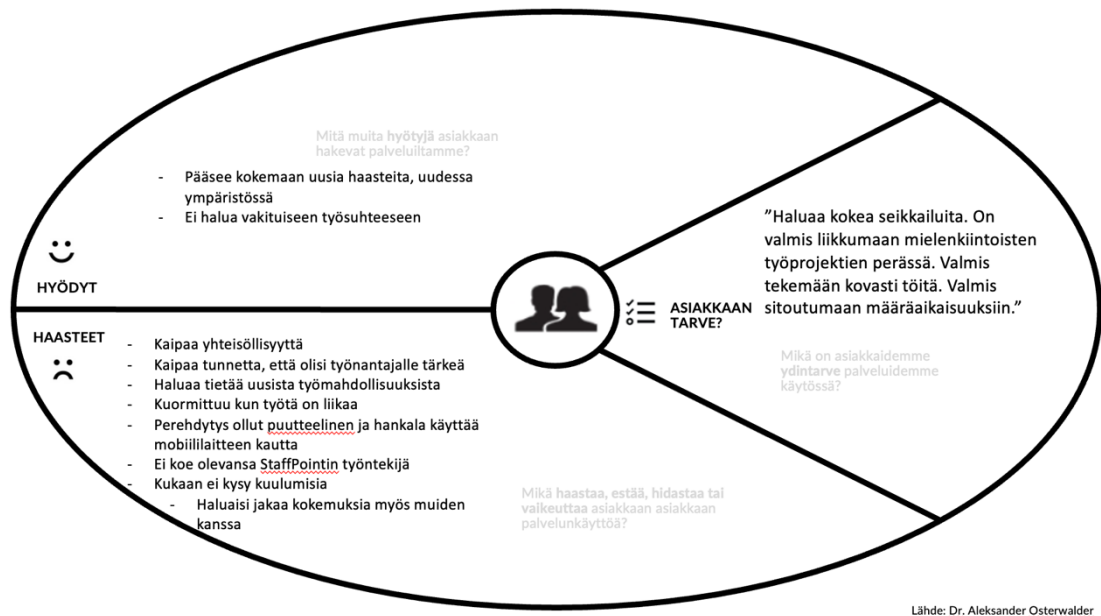 Mitä muita hyötyjä asiakkaan
hakevat palveluiltamme?
- Pääsee kokemaan uusia haasteita, uudessa
ympäristössä
- Ei halua vakituiseen työsuhteeseen
HYÖDYT
HAASTEET
- Kaipaa yhteisöllisyyttä
- Kaipaa tunnetta, että olisi työnantajalle tärkeä
- Haluaa tietää uusista työmahdollisuuksista
- Kuormittuu kun työtä on liikaa
- Perehdytys ollut puutteelinen ja hankala käyttää
mobiililaitteen kautta
- Ei koe olevansa StaffPointin työntekijä
- Kukaan ei kysy kuulumisia
- Haluaisi jakaa kokemuksia myös muiden
kanssa
Mikä haastaa, estää, hidastaa tai
vaikeuttaa asiakkaan asiakkaan
palvelunkäyttöä?
ASIAKKAAN
TARVE?
”Haluaa kokea seikkailuita. On
valmis liikkumaan mielenkiintoisten
työprojektien perässä. Valmis
tekemään kovasti töitä. Valmis
sitoutumaan määräaikaisuuksiin.”
Mikä on asiakkaidemme
ydintarve palveluidemme
käytössä?
Lähde: Dr. Aleksander Osterwalder